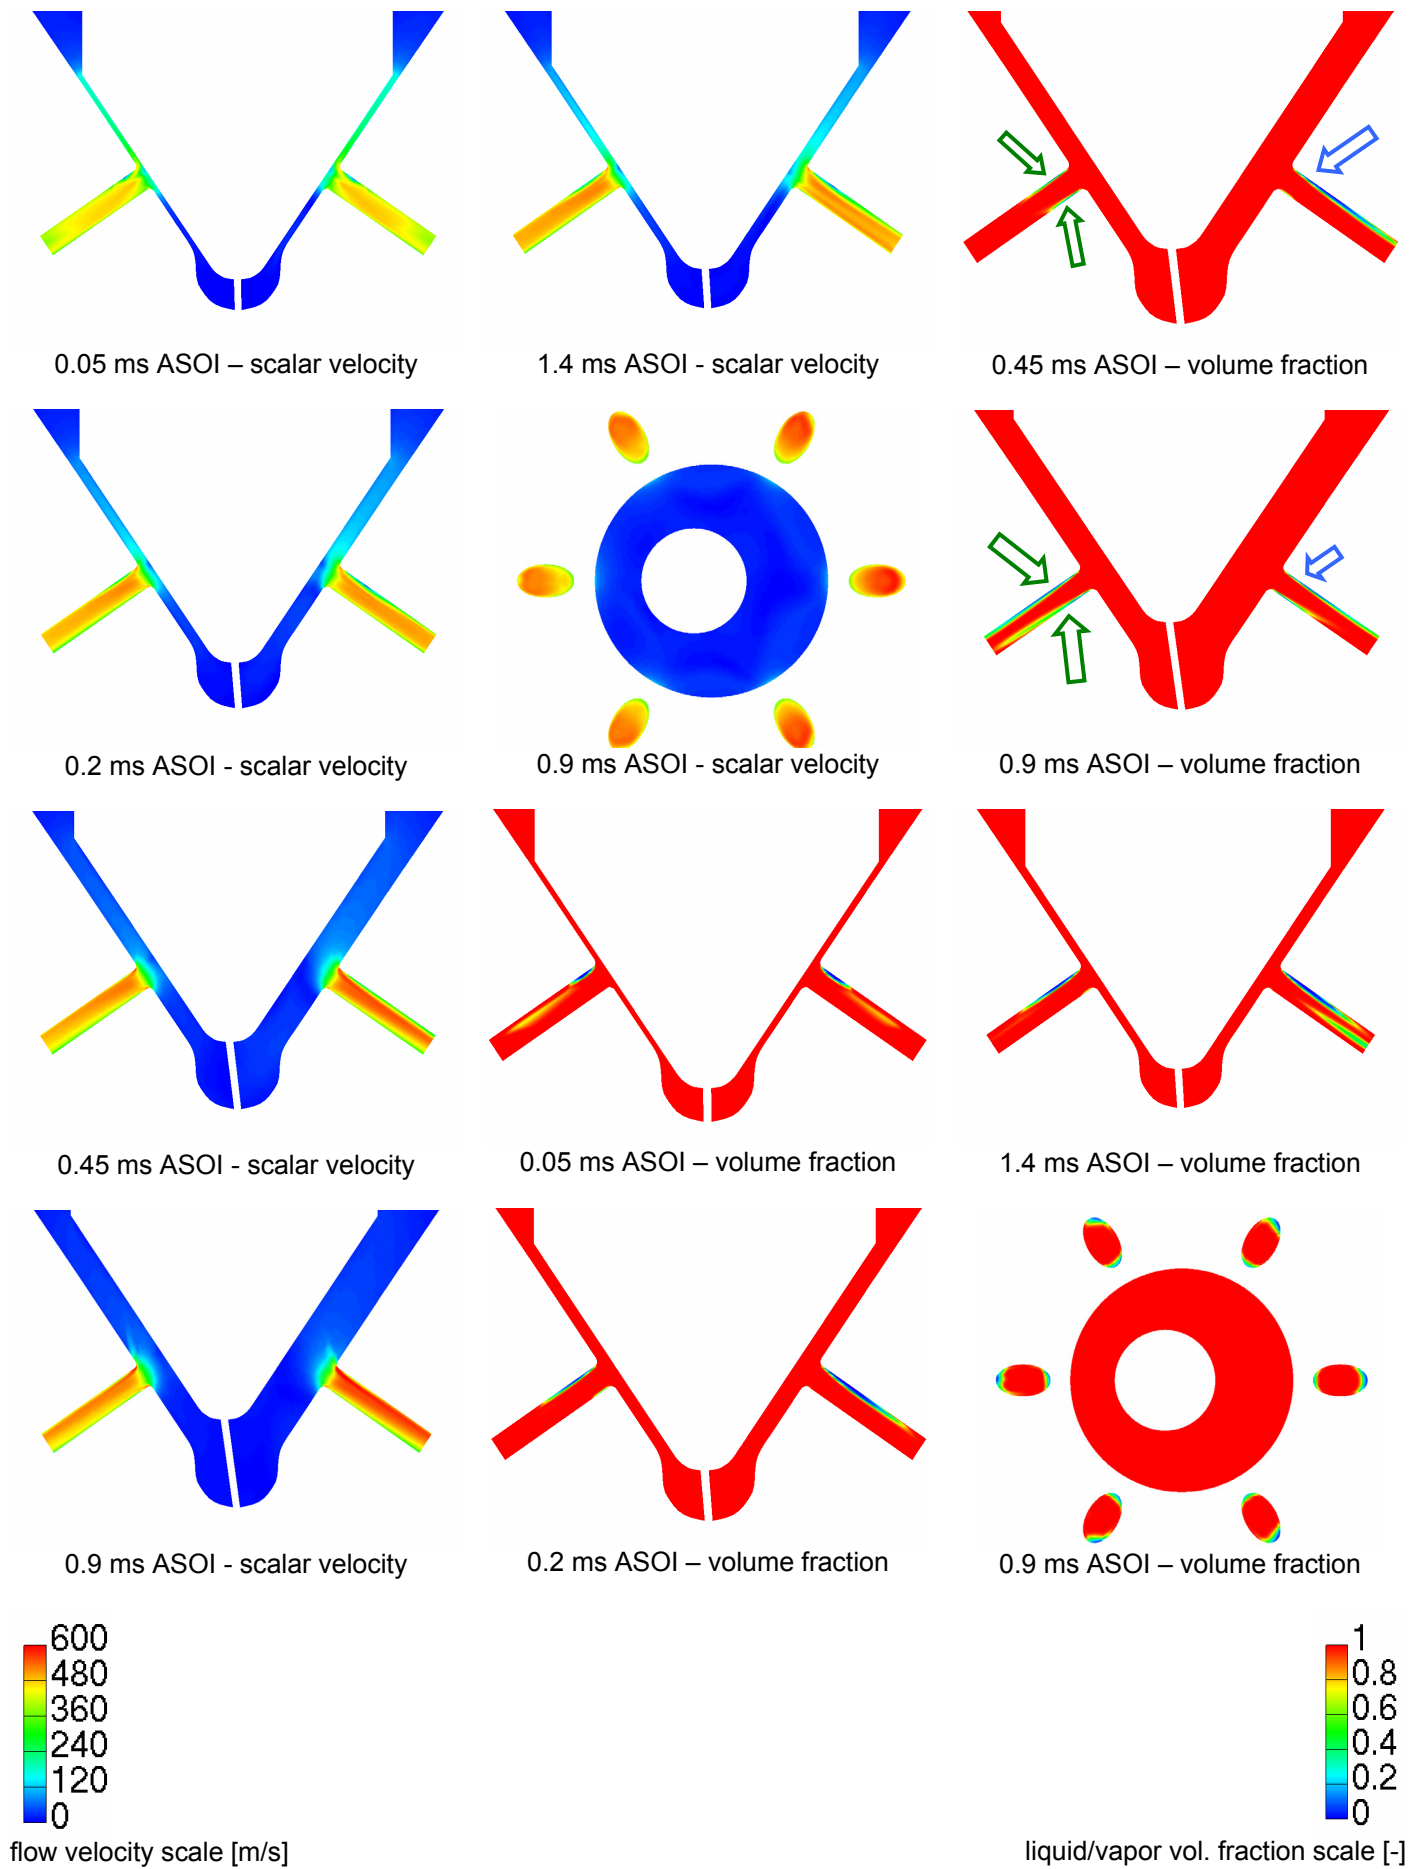 0.05 ms ASOI – scalar velocity
1.4 ms ASOI - scalar velocity
0.45 ms ASOI – volume fraction
0.2 ms ASOI - scalar velocity
0.9 ms ASOI - scalar velocity
0.9 ms ASOI – volume fraction
0.45 ms ASOI - scalar velocity
0.05 ms ASOI – volume fraction
1.4 ms ASOI – volume fraction
0.9 ms ASOI - scalar velocity
0.2 ms ASOI – volume fraction
0.9 ms ASOI – volume fraction
600
480
360
240
120
0
flow velocity scale [m/s]
1
0.8
0.6
0.4
0.2
0
liquid/vapor vol. fraction scale [-]